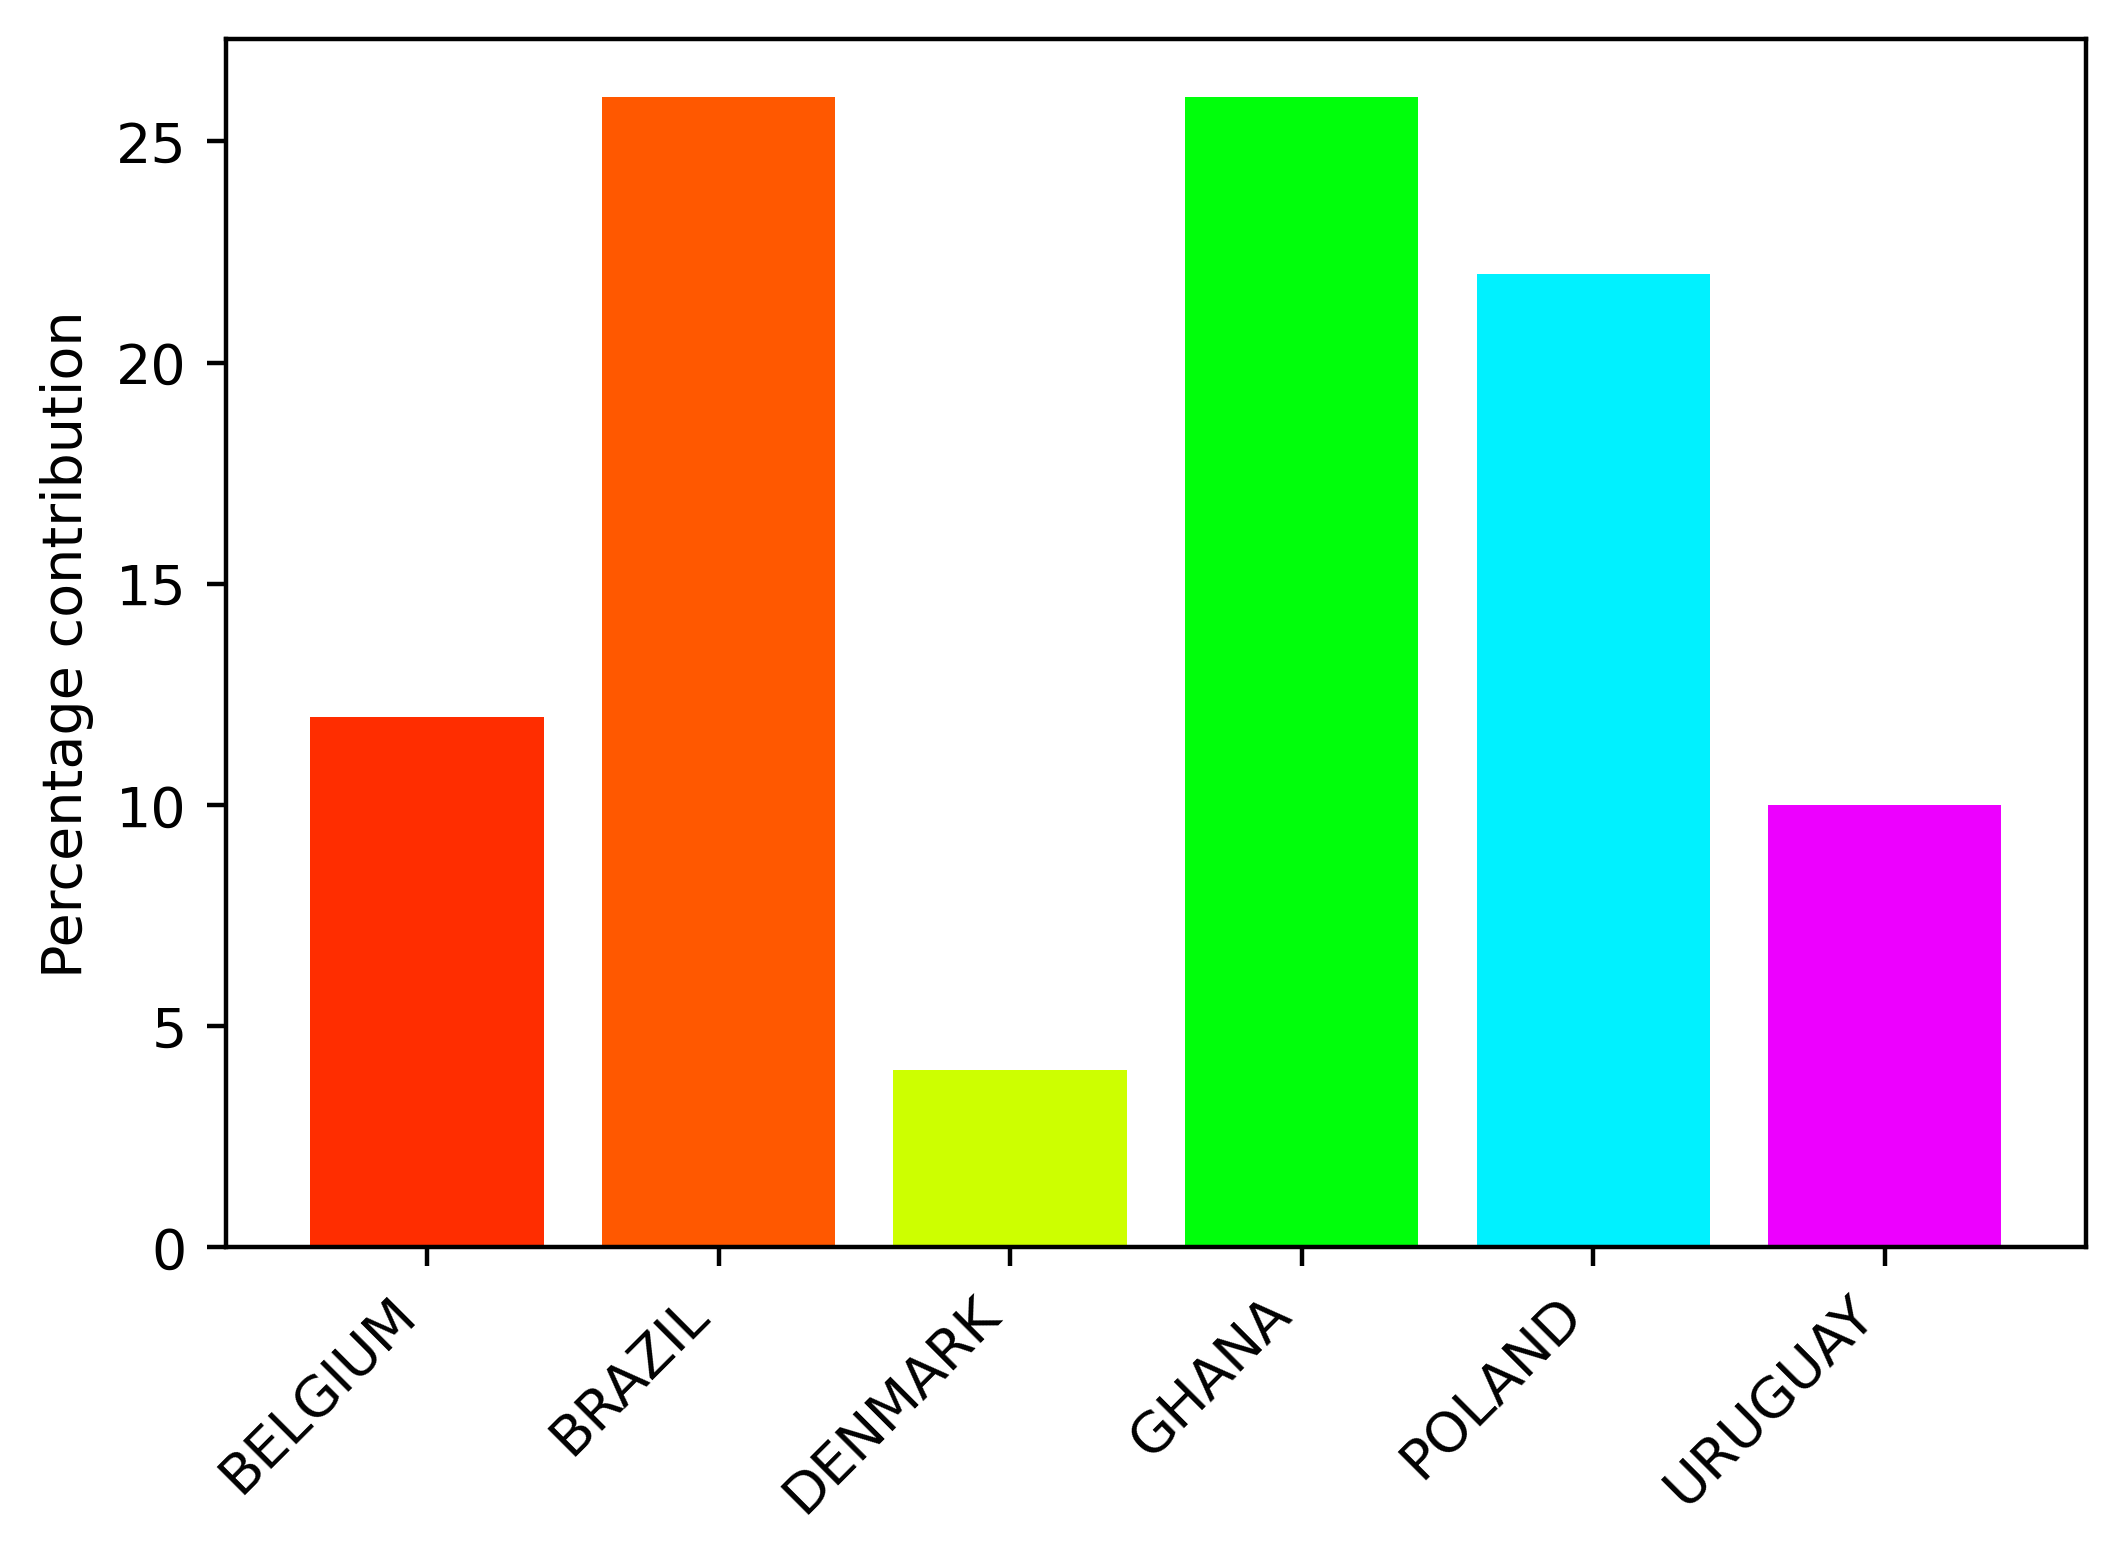 Percentage contribution
25
20
15
10
5
0
BELGIUM
BRAZIL
DENMARK
GHANA
POLAND
URUGUAY